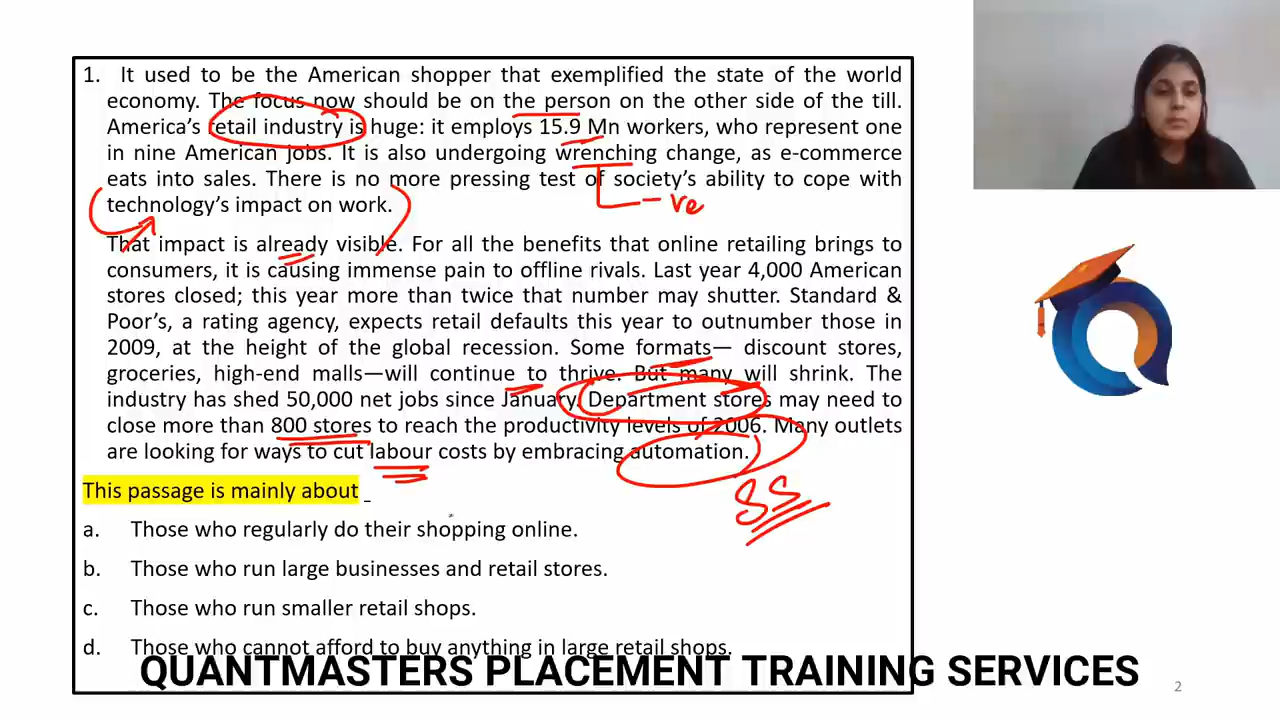 1. It used to be the American shopper that exemplified the state of the world
economy. The focus now should be on the person on the other side of the till.
America's retail industry is huge: it employs 15.9 Mn workers, who represent one
in nine American jobs. It is also undergoing wrenching change, as e-commerce
eats into sales. There is no more pressing test of society's ability to cope with
technology's impact on work.
-ve
That impact is already visible. For all the benefits that online retailing brings to
consumers, it is causing immense pain to offline rivals. Last year 4,000 American
stores closed; this year more than twice that number may shutter. Standard &
Poor's, a rating agency, expects retail defaults this year to outnumber those in
2009, at the height of the global recession. Some formats— discount stores,
groceries, high-end malls—will continue to thrive. But many will shrink. The
industry has shed 50,000 net jobs since January. Department stores may need to
close more than 800 stores to reach the productivity levels of 2006. Many outlets
are looking for ways to cut labour costs by embracing automation.
SS
This passage is mainly about _
a. Those who regularly do their shopping online.
b. Those who run large businesses and retail stores.
c. Those who run smaller retail shops.
d. Those who cannot afford to buy anything in large retail shops.
QUANTMASTERS PLACEMENT TRAINING SERVICES
2